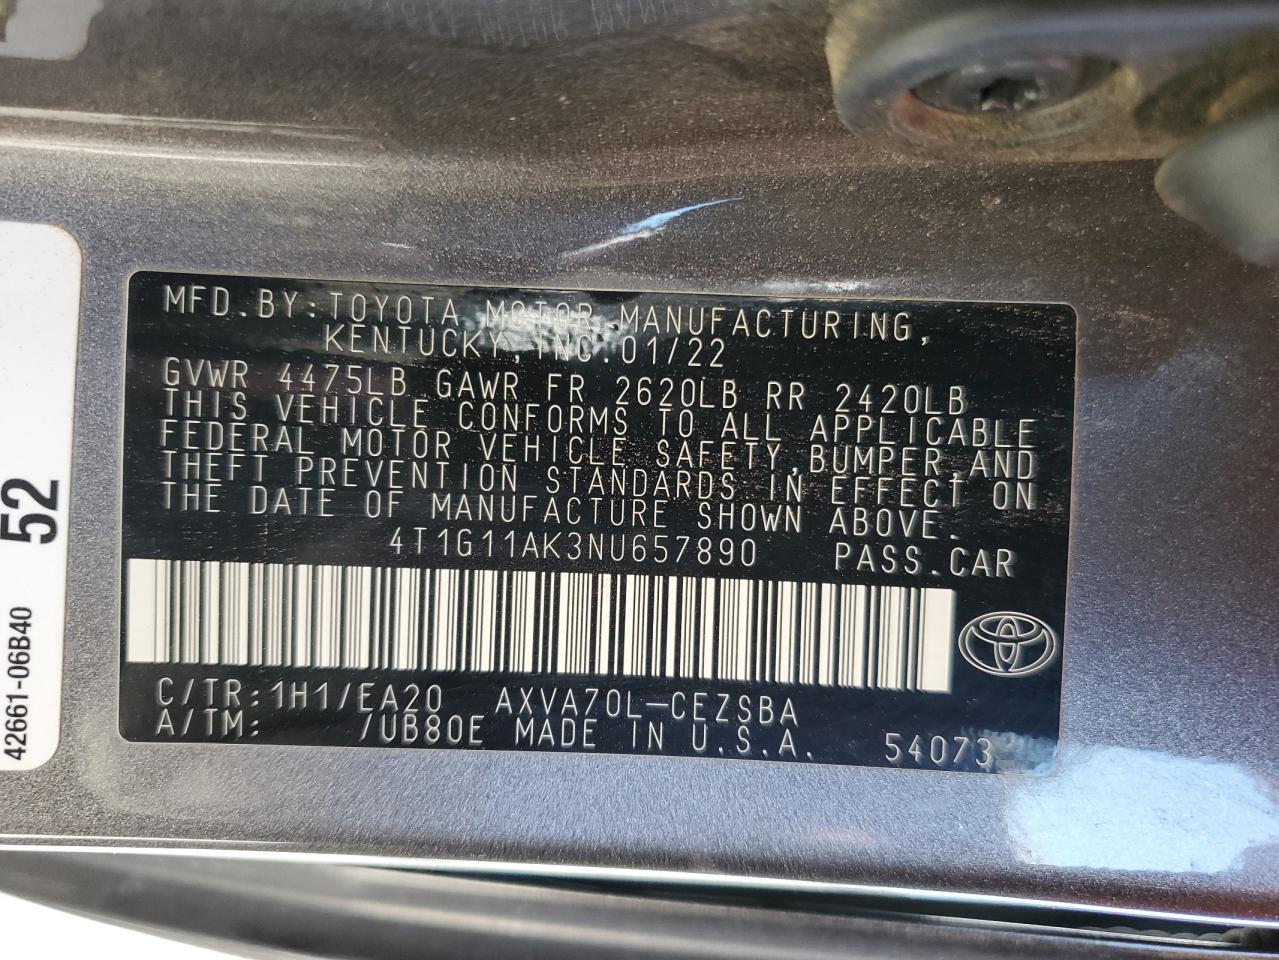 MFD.BY:TOYOTA MOTOR MANUFACTURING,
KENTUCKY, INC. 01/22
GVWR 4475LB GAWR FR 2620LB RR 2420LB
THIS VEHICLE CONFORMS TO ALL APPLICABLE
FEDERAL MOTOR VEHICLE SAFETY,BUMPER,AND
THEFT PREVENTION STANDARDS IN EFFECT ON
THE DATE OF MANUFACTURE SHOWN ABOVE.
4T1G11AK3NU657890 PASS.CAR
C/TR:1H1/EA20 AXVA70L-CEZSBA
A/TM: /UB80E MADE IN U.S.A. 54073
52
42661-06B40